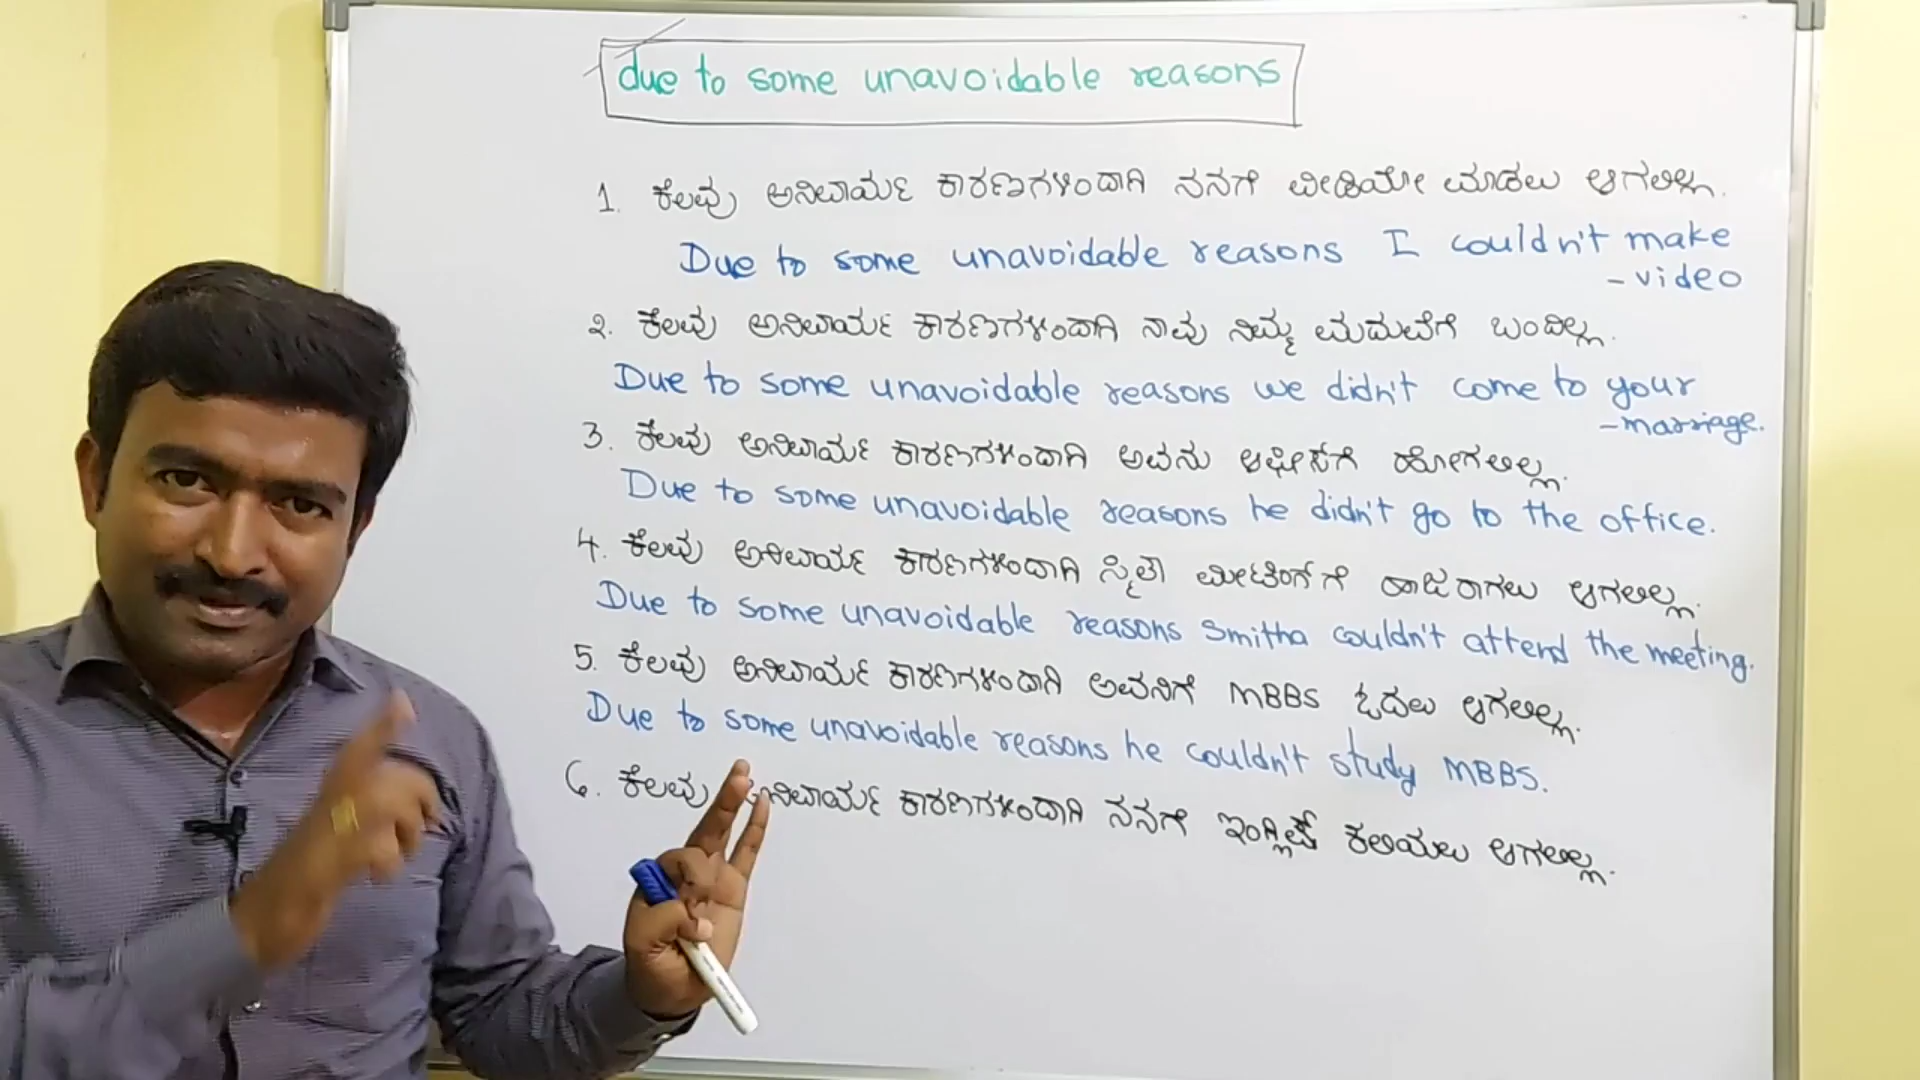 due to some unavoidable reasons
1. ಕೆಲವು ಅನಿವಾರ್ಯ ಕಾರಣಗಳಿಂದಾಗಿ ನನಗೆ ವೀಡಿಯೋ ಮಾಡಲು ಆಗಲಿಲ್ಲ.
Due to some unavoidable reasons I couldn't make
- video
2. ಕೆಲವು ಅನಿವಾರ್ಯ ಕಾರಣಗಳಿಂದಾಗಿ ನಾವು ನಿಮ್ಮ ಮದುವೆಗೆ ಬಂದಿಲ್ಲ.
Due to some unavoidable reasons we didn't come to your
- marriage.
3. ಕೆಲವು ಅನಿವಾರ್ಯ ಕಾರಣಗಳಿಂದಾಗಿ ಅವನು ಆಫೀಸ್‌ಗೆ ಹೋಗಲಿಲ್ಲ.
Due to some unavoidable reasons he didn't go to the office.
4. ಕೆಲವು ಅನಿವಾರ್ಯ ಕಾರಣಗಳಿಂದಾಗಿ ಸ್ಮಿತಾ ಮೀಟಿಂಗ್‌ಗೆ ಹಾಜರಾಗಲು ಆಗಲಿಲ್ಲ.
Due to some unavoidable reasons Smitha couldn't attend the meeting.
5. ಕೆಲವು ಅನಿವಾರ್ಯ ಕಾರಣಗಳಿಂದಾಗಿ ಅವನಿಗೆ MBBS ಓದಲು ಆಗಲಿಲ್ಲ.
Due to some unavoidable reasons he couldn't study MBBS.
6. ಕೆಲವು ಅನಿವಾರ್ಯ ಕಾರಣಗಳಿಂದಾಗಿ ನನಗೆ ಇಂಗ್ಲಿಷ್ ಕಲಿಯಲು ಆಗಲಿಲ್ಲ.